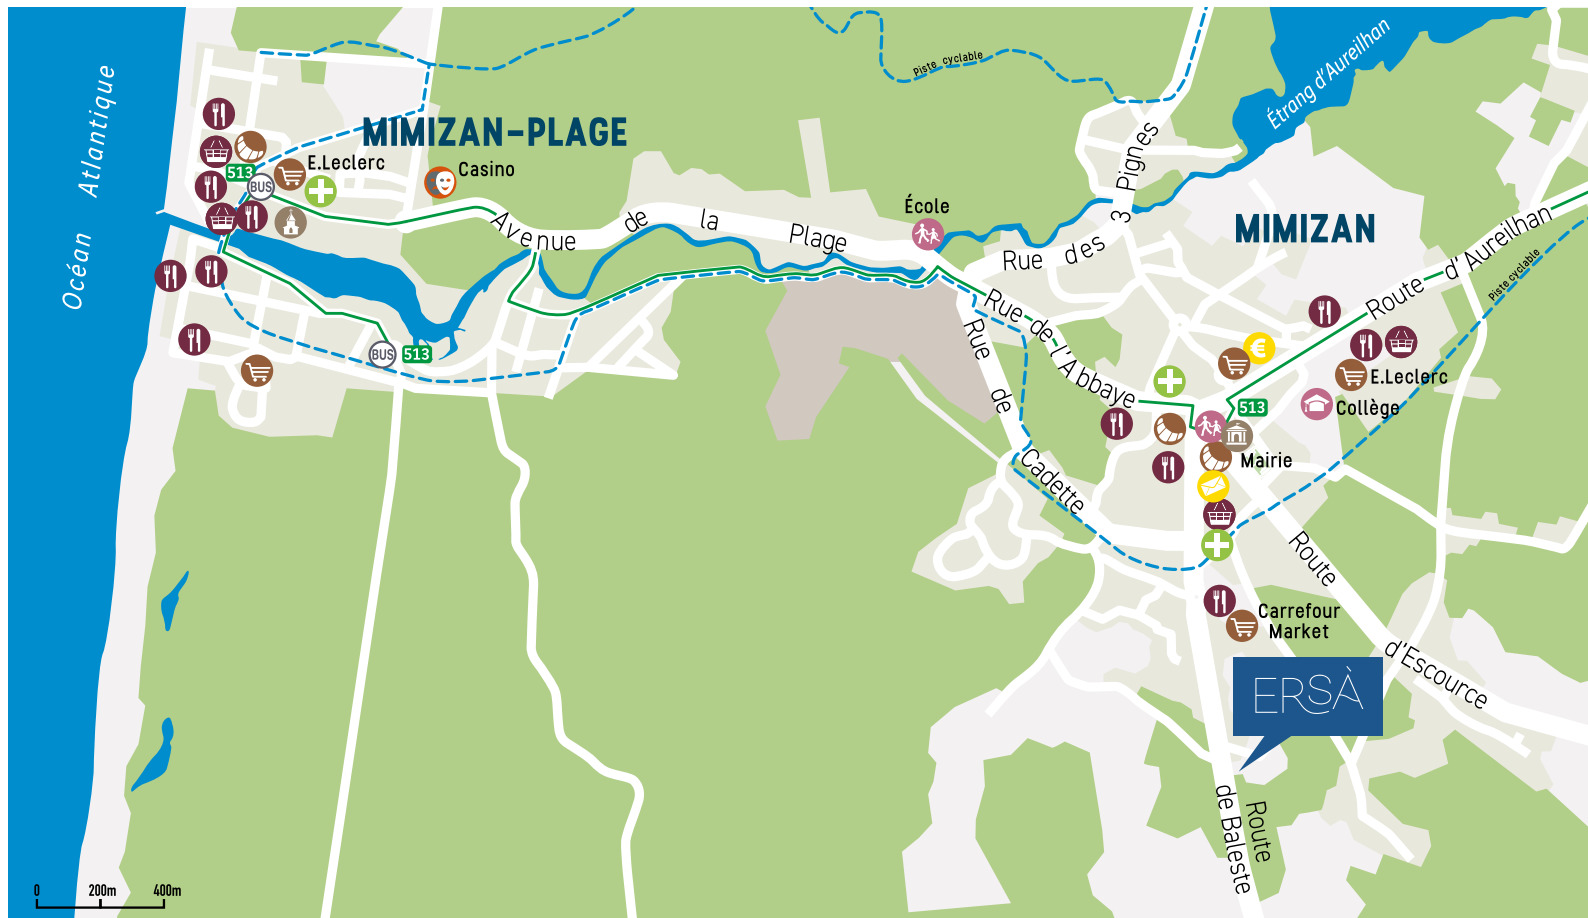 Océan Atlantique
MIMIZAN-PLAGE
E.Leclerc
Casino
513
BUS
BUS
513
Avenue de la Plage
École
Piste cyclable
Étrang d'Aureilhan
Rue des 3 Pignes
MIMIZAN
Route d'Aureilhan
Piste cyclable
Rue de l'Abbaye
Rue de Cadette
€
E.Leclerc
Collège
513
Mairie
Route d'Escource
Carrefour
Market
ERSÀ
Route
de Baleste
0 200m 400m